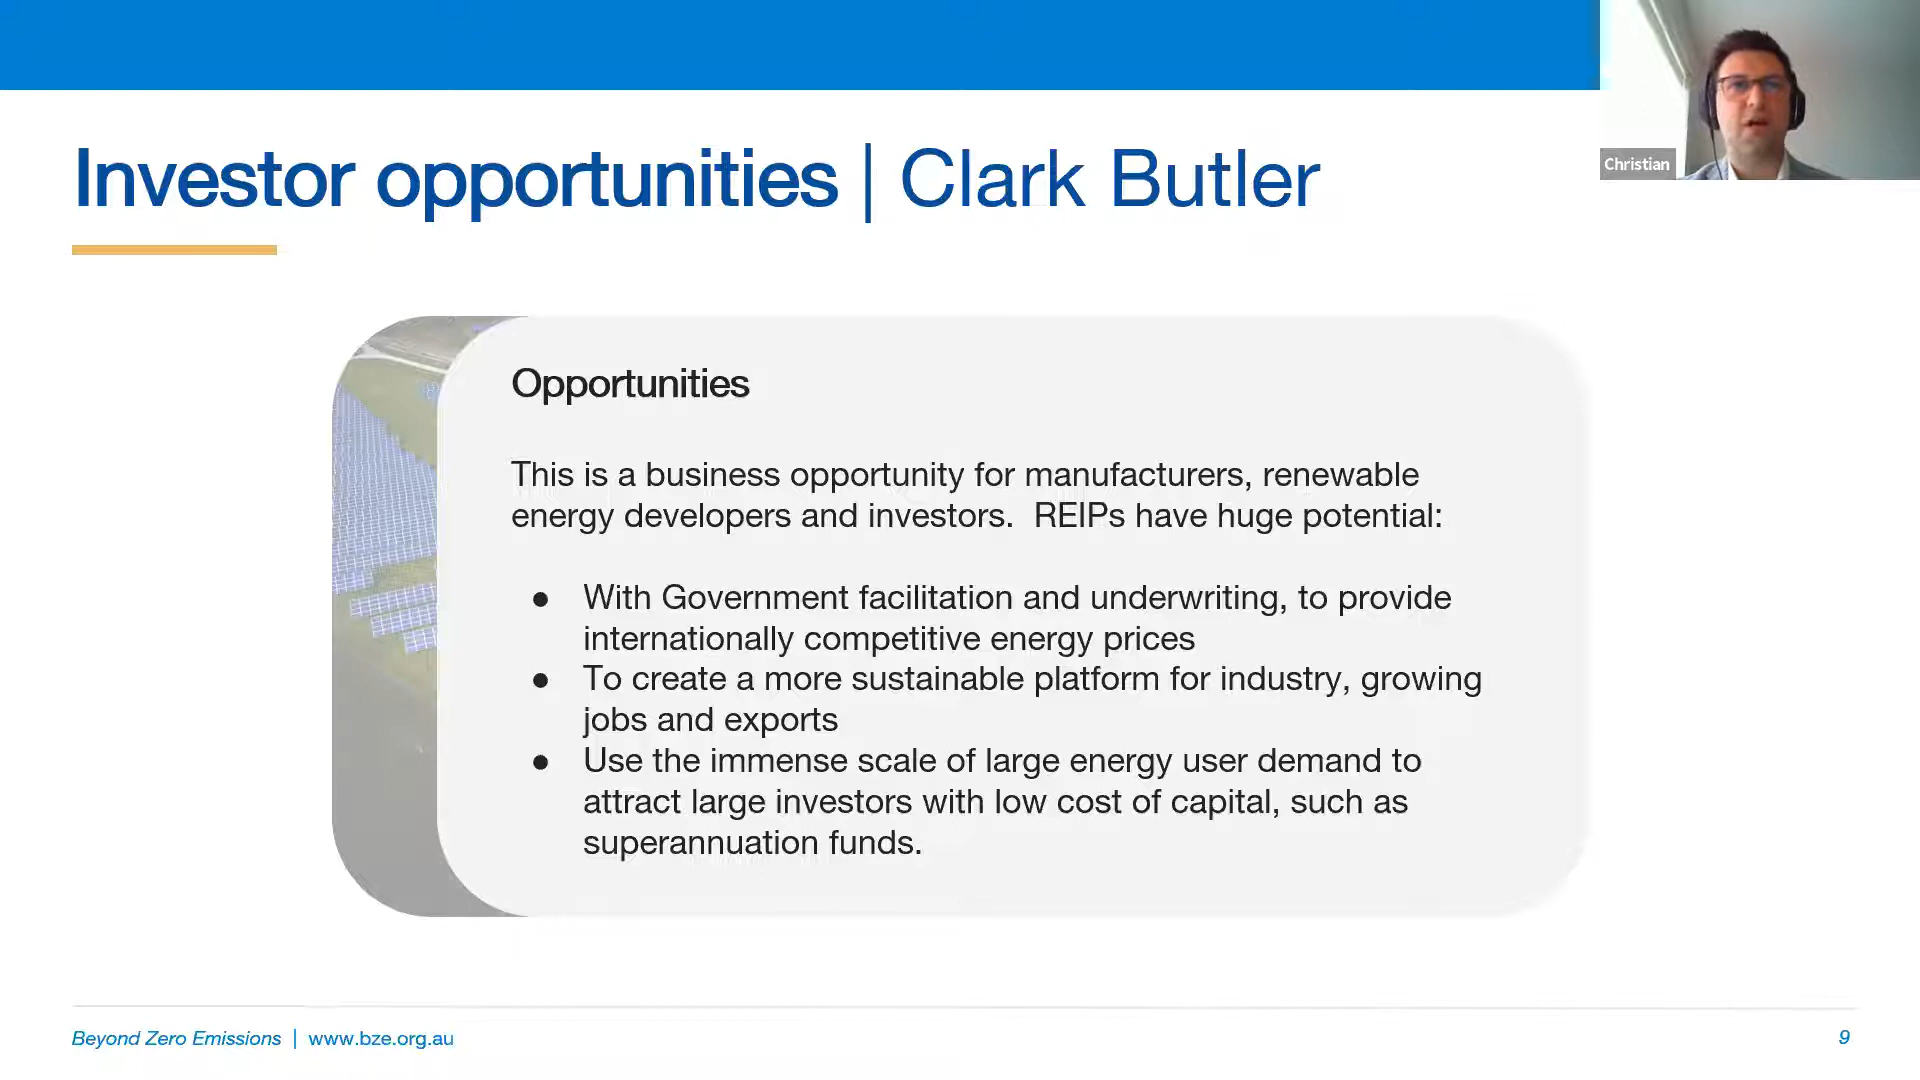 Christian
Investor opportunities | Clark Butler
Opportunities
This is a business opportunity for manufacturers, renewable
energy developers and investors.  REIPs have huge potential:
● With Government facilitation and underwriting, to provide
internationally competitive energy prices
● To create a more sustainable platform for industry, growing
jobs and exports
● Use the immense scale of large energy user demand to
attract large investors with low cost of capital, such as
superannuation funds.
Beyond Zero Emissions | www.bze.org.au
9